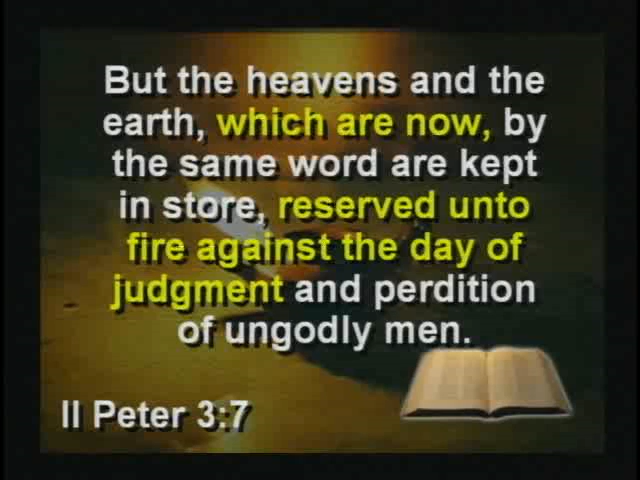 But the heavens and the
earth, which are now, by
the same word are kept
in store, reserved unto
fire against the day of
judgment and perdition
of ungodly men.
II Peter 3:7